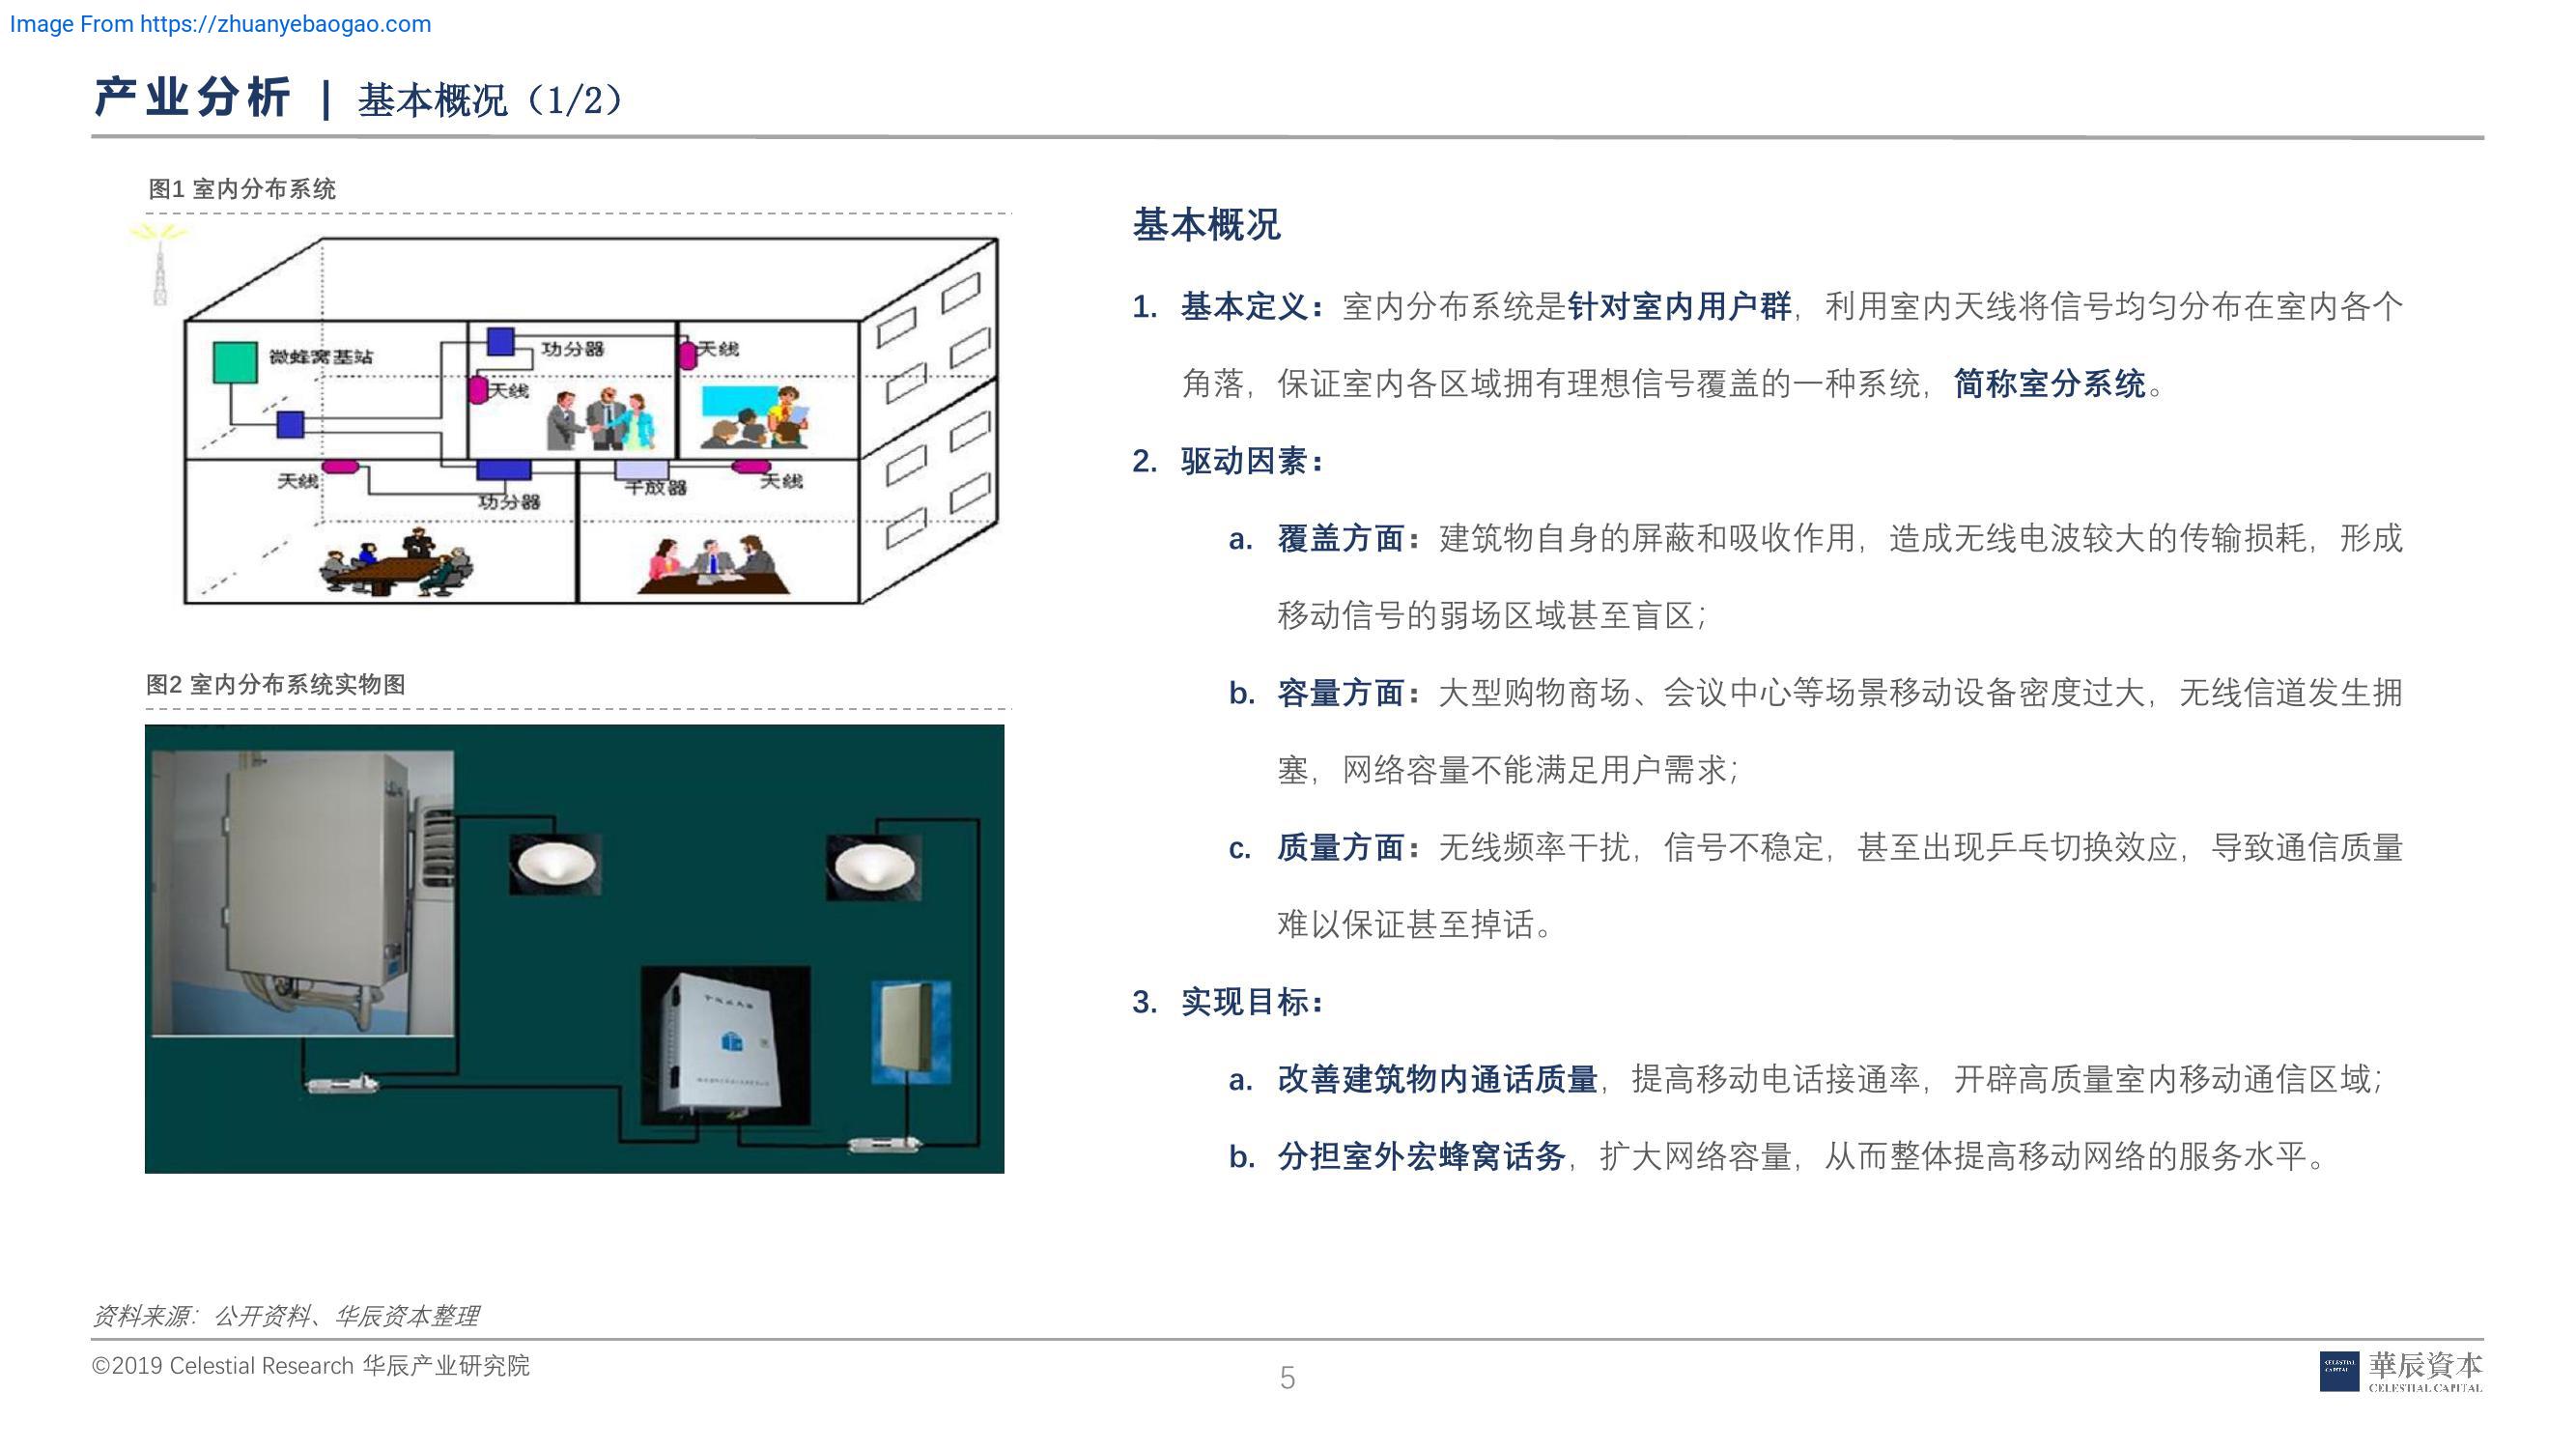 Image From https://zhuanyebaogao.com
产业分析 | 基本概况（1/2）
图1 室内分布系统
微蜂窝基站
功分器
天线
天线
天线
功分器
干放器
天线
图2 室内分布系统实物图
基本概况
1. 基本定义：室内分布系统是针对室内用户群，利用室内天线将信号均匀分布在室内各个
角落，保证室内各区域拥有理想信号覆盖的一种系统，简称室分系统。
2. 驱动因素：
a. 覆盖方面：建筑物自身的屏蔽和吸收作用，造成无线电波较大的传输损耗，形成
移动信号的弱场区域甚至盲区；
b. 容量方面：大型购物商场、会议中心等场景移动设备密度过大，无线信道发生拥
塞，网络容量不能满足用户需求；
c. 质量方面：无线频率干扰，信号不稳定，甚至出现乒乓切换效应，导致通信质量
难以保证甚至掉话。
3. 实现目标：
a. 改善建筑物内通话质量，提高移动电话接通率，开辟高质量室内移动通信区域；
b. 分担室外宏蜂窝话务，扩大网络容量，从而整体提高移动网络的服务水平。
资料来源：公开资料、华辰资本整理
©2019 Celestial Research 华辰产业研究院
5
CELESTIAL
CAPITAL
華辰資本
CELESTIAL CAPITAL